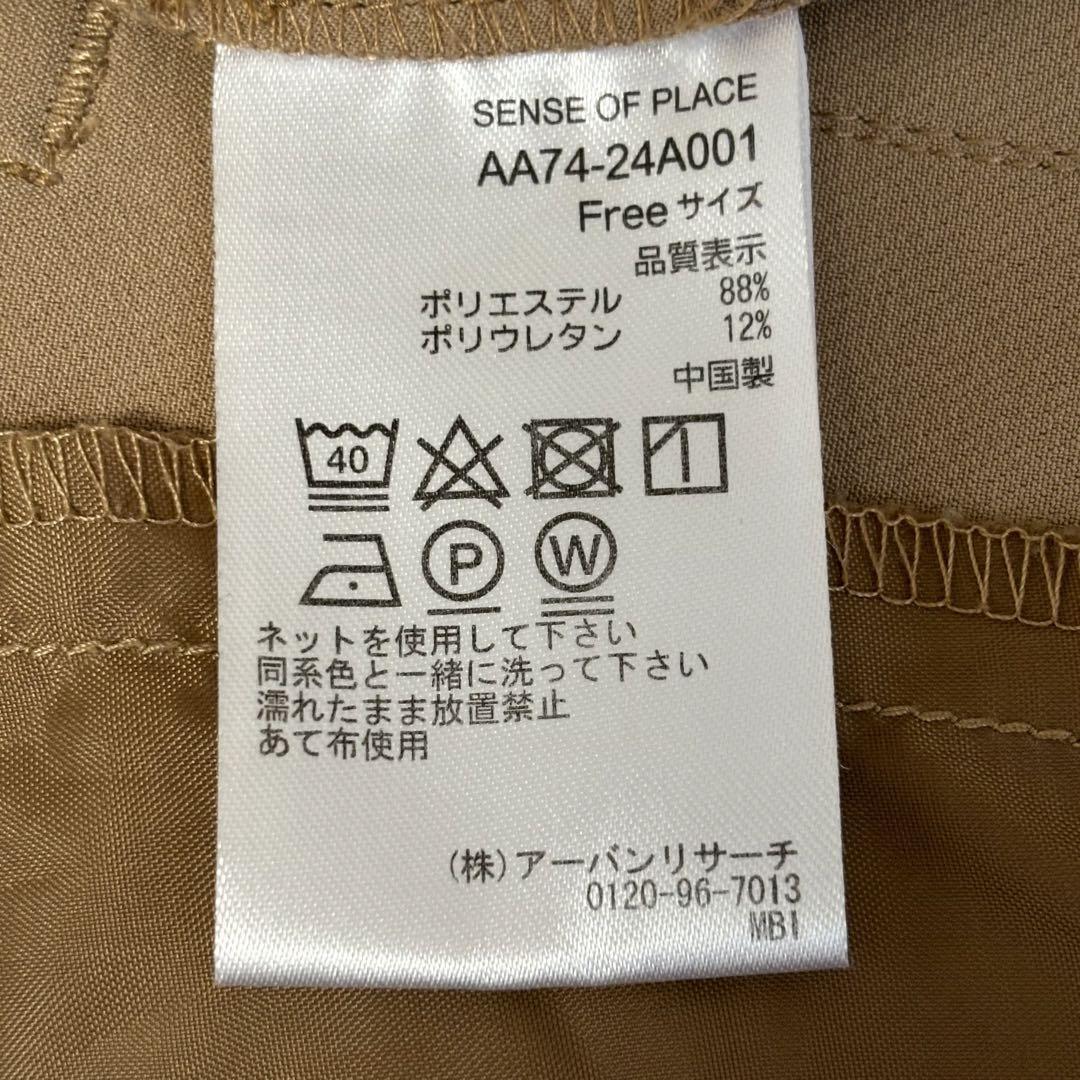 SENSE OF PLACE
AA74-24A001
Free サイズ
品質表示
ポリエステル 88%
ポリウレタン 12%
中国製
40
P W
ネットを使用して下さい
同系色と一緒に洗って下さい
濡れたまま放置禁止
あて布使用
(株)アーバンリサーチ
0120-96-7013
MBI